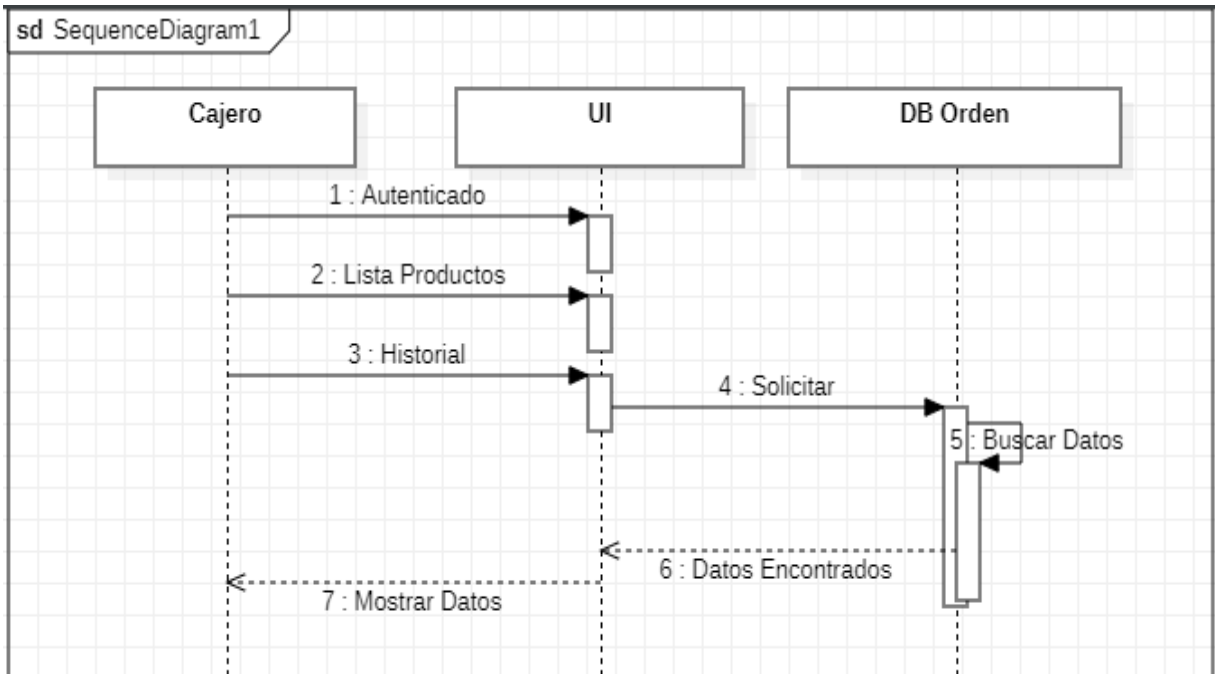 sd SequenceDiagram1
Cajero
UI
DB Orden
1 : Autenticado
2 : Lista Productos
3 : Historial
4 : Solicitar
5 : Buscar Datos
6 : Datos Encontrados
7 : Mostrar Datos